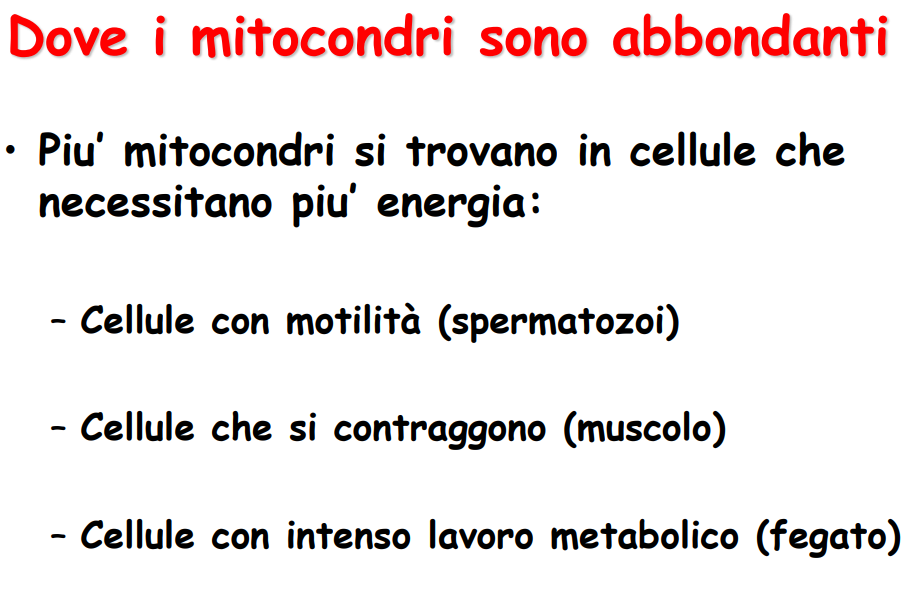 Dove i mitocondri sono abbondanti
• Piu’ mitocondri si trovano in cellule che
necessitano piu’ energia:
– Cellule con motilità (spermatozoi)
– Cellule che si contraggono (muscolo)
– Cellule con intenso lavoro metabolico (fegato)